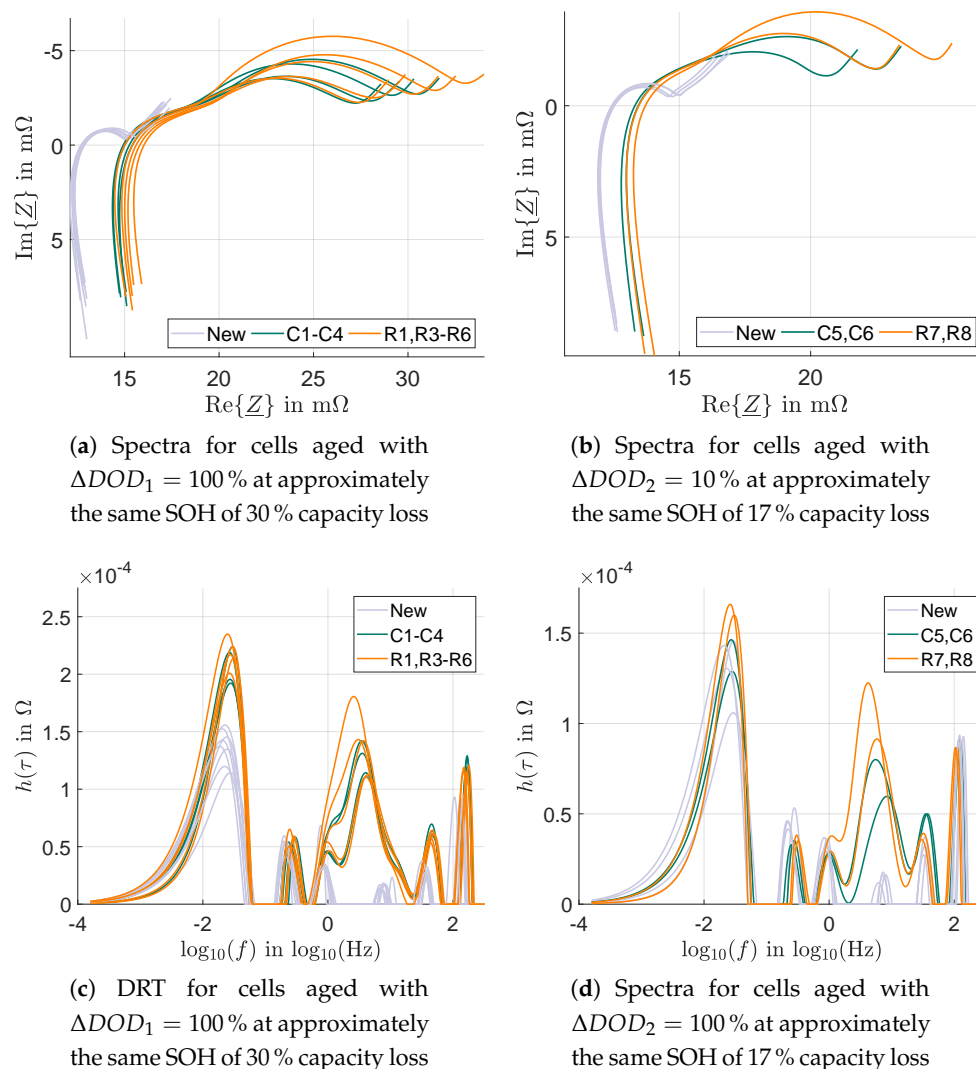 -5
0
5
Im{Z} in mΩ
15 20 25 30
Re{Z} in mΩ
New C1-C4 R1,R3-R6
(a) Spectra for cells aged with
ΔDOD₁ = 100 % at approximately
the same SOH of 30 % capacity loss
0
5
Im{Z} in mΩ
15 20
Re{Z} in mΩ
New C5,C6 R7,R8
(b) Spectra for cells aged with
ΔDOD₂ = 10 % at approximately
the same SOH of 17 % capacity loss
×10⁻⁴
2.5
2
1.5
1
0.5
0
h(τ) in Ω
New
C1-C4
R1,R3-R6
-4 -2 0 2
log₁₀(f) in log₁₀(Hz)
(c) DRT for cells aged with
ΔDOD₁ = 100 % at approximately
the same SOH of 30 % capacity loss
×10⁻⁴
1.5
1
0.5
0
h(τ) in Ω
New
C5,C6
R7,R8
-4 -2 0 2
log₁₀(f) in log₁₀(Hz)
(d) Spectra for cells aged with
ΔDOD₂ = 100 % at approximately
the same SOH of 17 % capacity loss